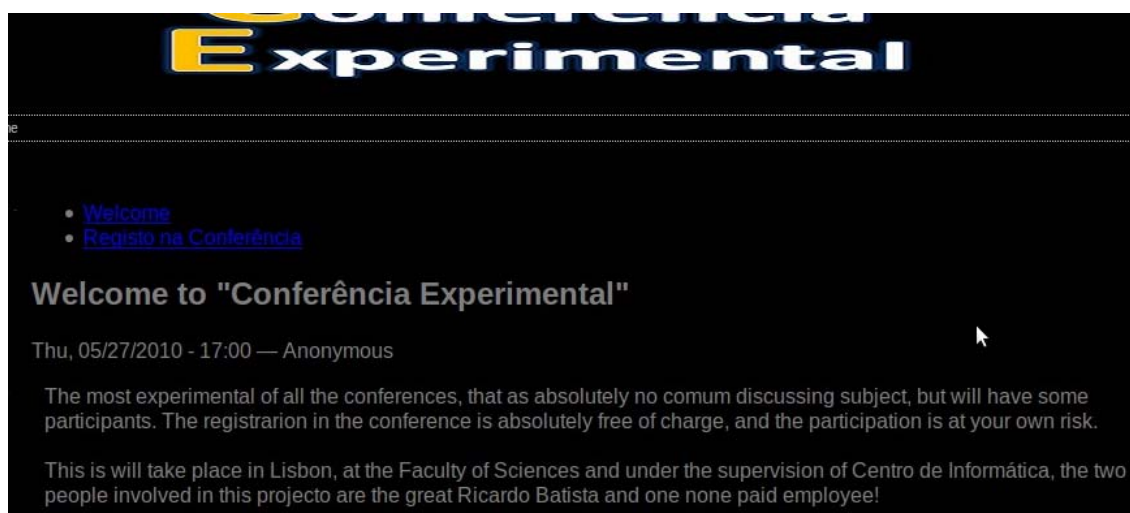 Conferência
Experimental
me
Welcome
Registo na Conferência
Welcome to "Conferência Experimental"
Thu, 05/27/2010 - 17:00 — Anonymous
The most experimental of all the conferences, that as absolutely no comum discussing subject, but will have some
participants. The registrarion in the conference is absolutely free of charge, and the participation is at your own risk.
This is will take place in Lisbon, at the Faculty of Sciences and under the supervision of Centro de Informática, the two
people involved in this projecto are the great Ricardo Batista and one none paid employee!